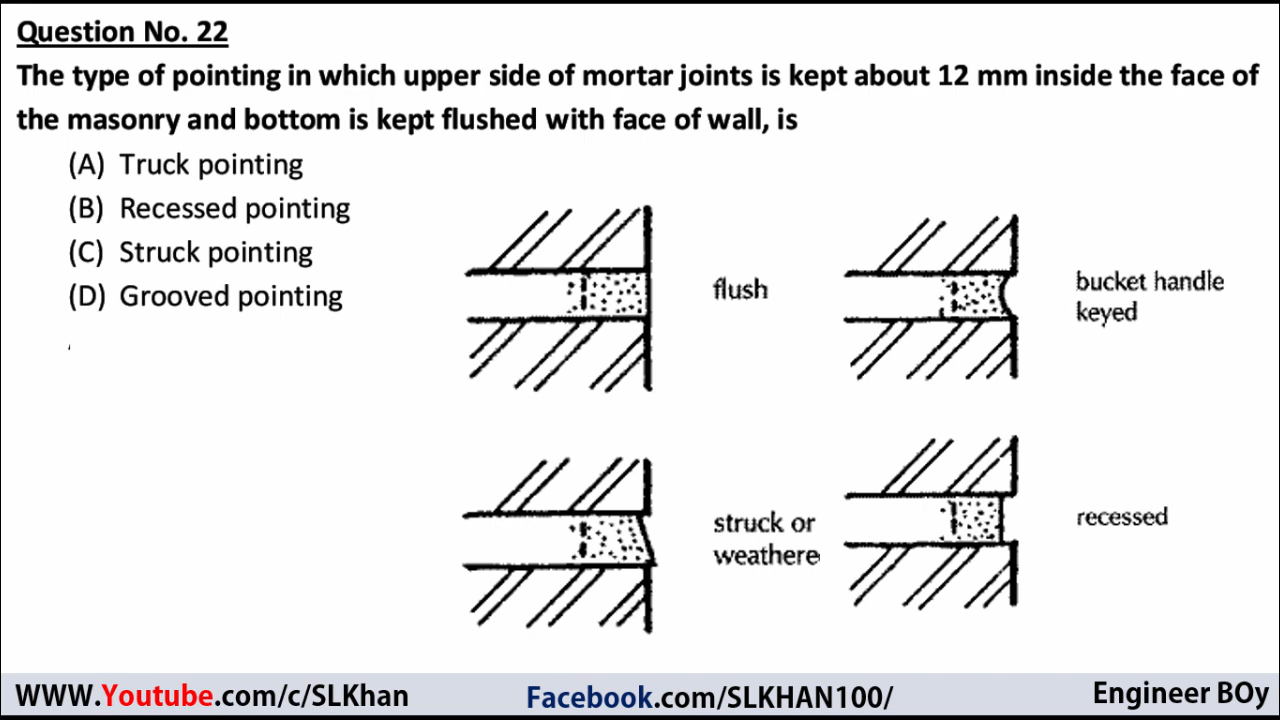 Question No. 22
The type of pointing in which upper side of mortar joints is kept about 12 mm inside the face of
the masonry and bottom is kept flushed with face of wall, is
(A) Truck pointing
(B) Recessed pointing
(C) Struck pointing
(D) Grooved pointing
flush
bucket handle
keyed
struck or
weathere
recessed
WWW.Youtube.com/c/SLKhan
Facebook.com/SLKHAN100/
Engineer BOy